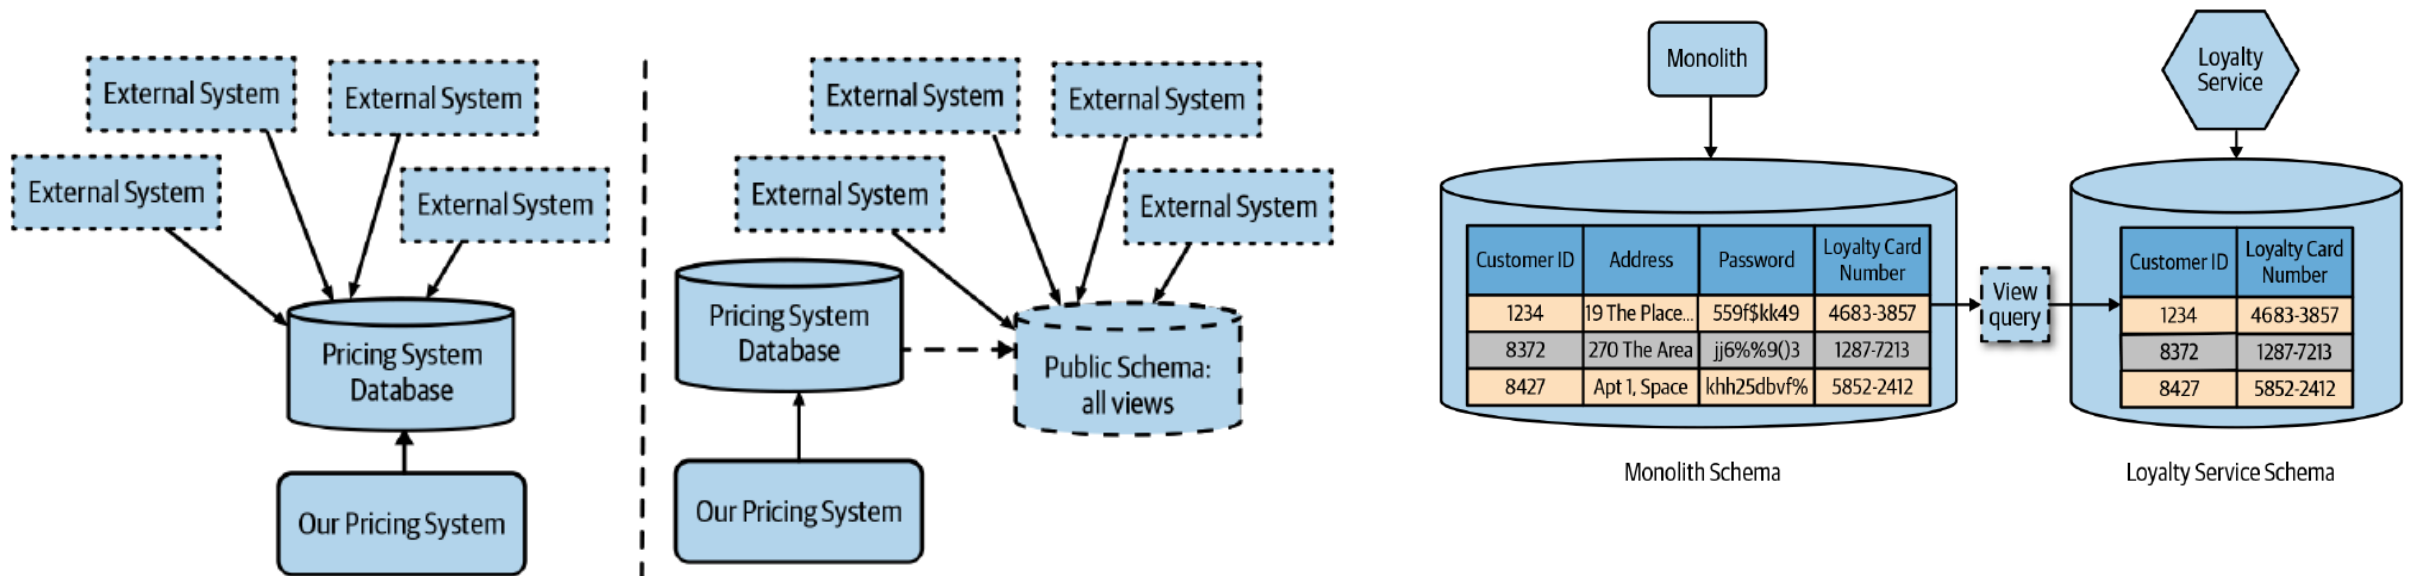 External System
External System
External System
External System
Pricing System
Database
Our Pricing System
External System
External System
External System
External System
Pricing System
Database
Public Schema:
all views
Our Pricing System
Monolith
Customer ID
Address
Password
Loyalty Card
Number
1234
19 The Place...
559f$kk49
4683-3857
8372
270 The Area
jj6%%9()3
1287-7213
8427
Apt 1, Space
khh25dbvf%
5852-2412
Monolith Schema
View
query
Loyalty
Service
Customer ID
Loyalty Card
Number
1234
4683-3857
8372
1287-7213
8427
5852-2412
Loyalty Service Schema